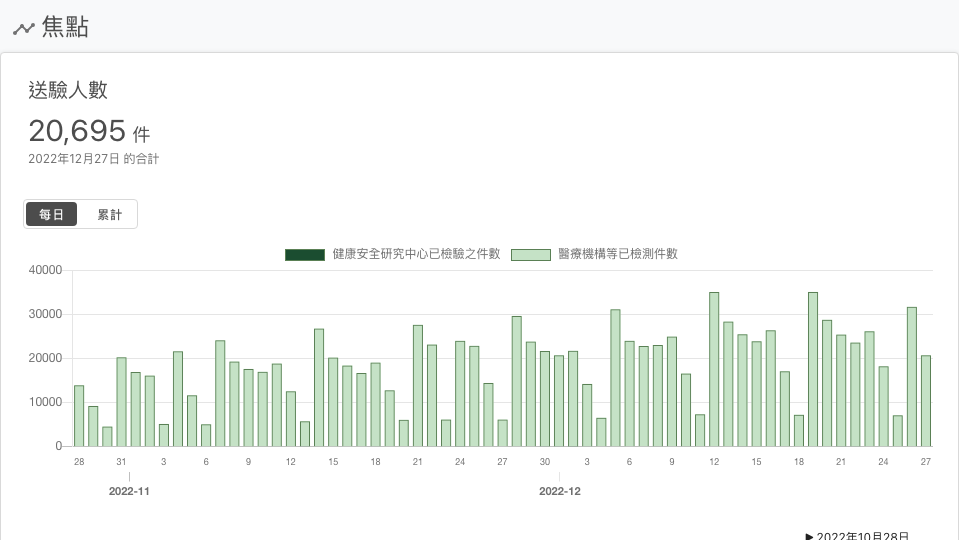 焦點
送驗人數
20,695 件
2022年12月27日 的合計
每日 累計
健康安全研究中心已檢驗之件數 醫療機構等已檢測件數
40000
30000
20000
10000
0
28 31 3 6 9 12 15 18 21 24 27 30 3 6 9 12 15 18 21 24 27
2022-11 2022-12
2022年10月28日